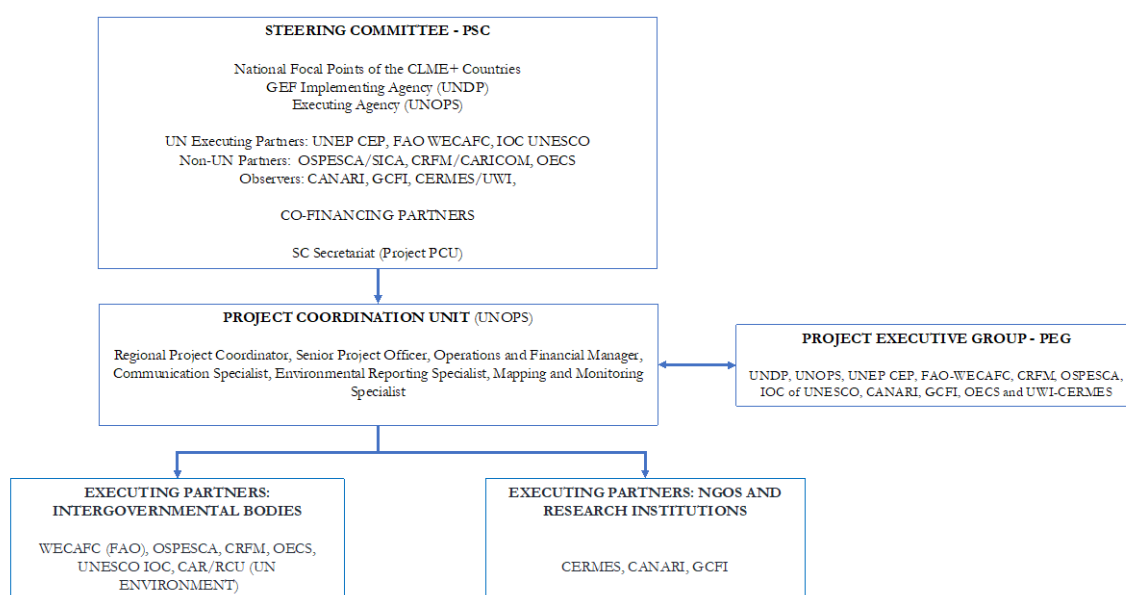 STEERING COMMITTEE - PSC
National Focal Points of the CLME+ Countries
GEF Implementing Agency (UNDP)
Executing Agency (UNOPS)
UN Executing Partners: UNEP CEP, FAO WECAFC, IOC UNESCO
Non-UN Partners: OSPESCA/SICA, CRFM/CARICOM, OECS
Observers: CANARI, GCFI, CERMES/UWI,
CO-FINANCING PARTNERS
SC Secretariat (Project PCU)
PROJECT COORDINATION UNIT (UNOPS)
Regional Project Coordinator, Senior Project Officer, Operations and Financial Manager,
Communication Specialist, Environmental Reporting Specialist, Mapping and Monitoring
Specialist
PROJECT EXECUTIVE GROUP - PEG
UNDP, UNOPS, UNEP CEP, FAO-WECAFC, CRFM, OSPESCA,
IOC of UNESCO, CANARI, GCFI, OECS and UWI-CERMES
EXECUTING PARTNERS:
INTERGOVERNMENTAL BODIES
WECAFC (FAO), OSPESCA, CRFM, OECS,
UNESCO IOC, CAR/RCU (UN
ENVIRONMENT)
EXECUTING PARTNERS: NGOS AND
RESEARCH INSTITUTIONS
CERMES, CANARI, GCFI